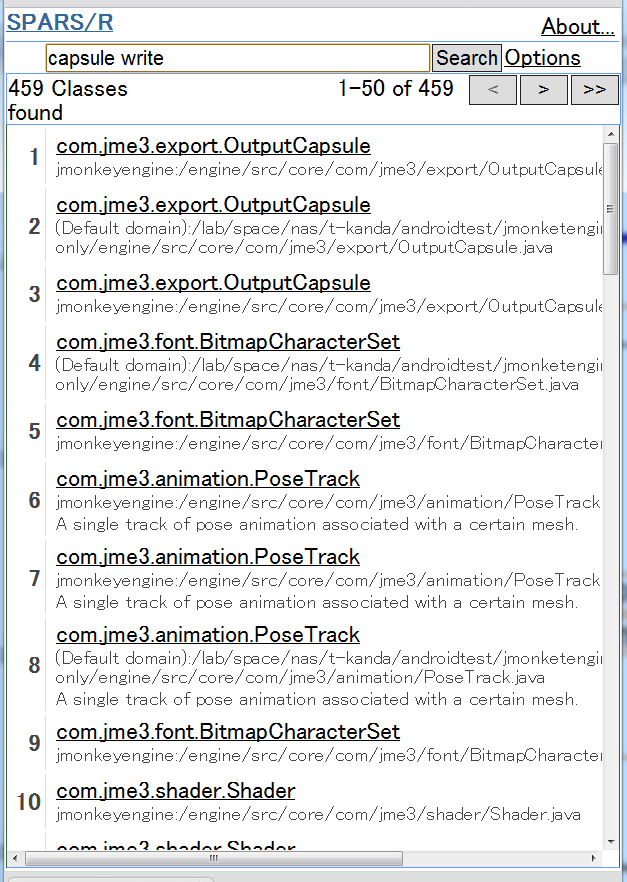 SPARS/R
About...
capsule write
Search
Options
459 Classes found
1-50 of 459
<
>
>>
1
com.jme3.export.OutputCapsule
jmonkeyengine:/engine/src/core/com/jme3/export/OutputCapsule
2
com.jme3.export.OutputCapsule
(Default domain):/lab/space/nas/t-kanda/androidtest/jmonketengi
only/engine/src/core/com/jme3/export/OutputCapsule.java
3
com.jme3.export.OutputCapsule
jmonkeyengine:/engine/src/core/com/jme3/export/OutputCapsule
4
com.jme3.font.BitmapCharacterSet
(Default domain):/lab/space/nas/t-kanda/androidtest/jmonketengi
only/engine/src/core/com/jme3/font/BitmapCharacterSet.java
5
com.jme3.font.BitmapCharacterSet
jmonkeyengine:/engine/src/core/com/jme3/font/BitmapCharacter
6
com.jme3.animation.PoseTrack
jmonkeyengine:/engine/src/core/com/jme3/animation/PoseTrack
A single track of pose animation associated with a certain mesh.
7
com.jme3.animation.PoseTrack
jmonkeyengine:/engine/src/core/com/jme3/animation/PoseTrack
A single track of pose animation associated with a certain mesh.
8
com.jme3.animation.PoseTrack
(Default domain):/lab/space/nas/t-kanda/androidtest/jmonketengi
only/engine/src/core/com/jme3/animation/PoseTrack.java
A single track of pose animation associated with a certain mesh.
9
com.jme3.font.BitmapCharacterSet
jmonkeyengine:/engine/src/core/com/jme3/font/BitmapCharacter
10
com.jme3.shader.Shader
jmonkeyengine:/engine/src/core/com/jme3/shader/Shader.java
com.jme3.shader.Shader